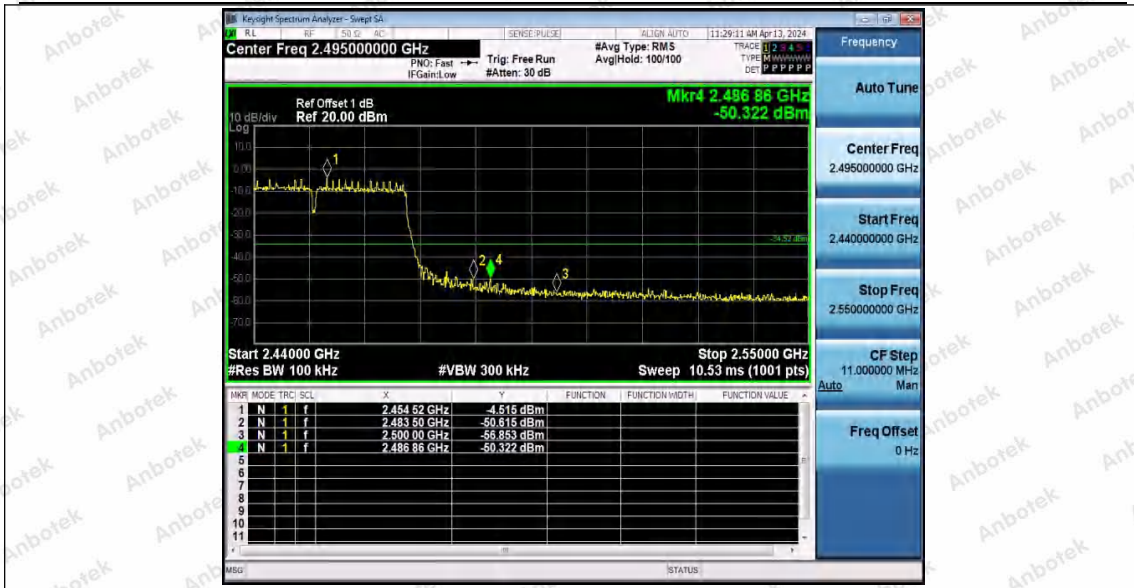 Keysight Spectrum Analyzer - Swept SA
RL RF 50 Ω AC SENSE:PULSE ALIGN AUTO 11:29:11 AM Apr 13, 2024
Center Freq 2.495000000 GHz
PNO: Fast
IFGain:Low
Trig: Free Run
#Atten: 30 dB
#Avg Type: RMS
Avg|Hold: 100/100
TRACE 1 2 3 4 5
TYPE M WWWWW
DET P P P P P P
Mkr4 2.486 86 GHz
-50.322 dBm
Ref Offset 1 dB
10 dB/div Ref 20.00 dBm
Log
10.0
0.00
-10.0
-20.0
-30.0
-40.0
-50.0
-60.0
-70.0
1
2
4
3
-34.52 dBm
Start 2.44000 GHz Stop 2.55000 GHz
#Res BW 100 kHz #VBW 300 kHz Sweep 10.53 ms (1001 pts)
MKR MODE TRC SCL X Y FUNCTION FUNCTION WIDTH FUNCTION VALUE
1 N 1 f 2.454 52 GHz -4.515 dBm
2 N 1 f 2.483 50 GHz -50.615 dBm
3 N 1 f 2.500 00 GHz -56.853 dBm
4 N 1 f 2.486 86 GHz -50.322 dBm
5
6
7
8
9
10
11
MSG STATUS
Frequency
Auto Tune
Center Freq
2.495000000 GHz
Start Freq
2.440000000 GHz
Stop Freq
2.550000000 GHz
CF Step
11.000000 MHz
Auto Man
Freq Offset
0 Hz
Anbotek